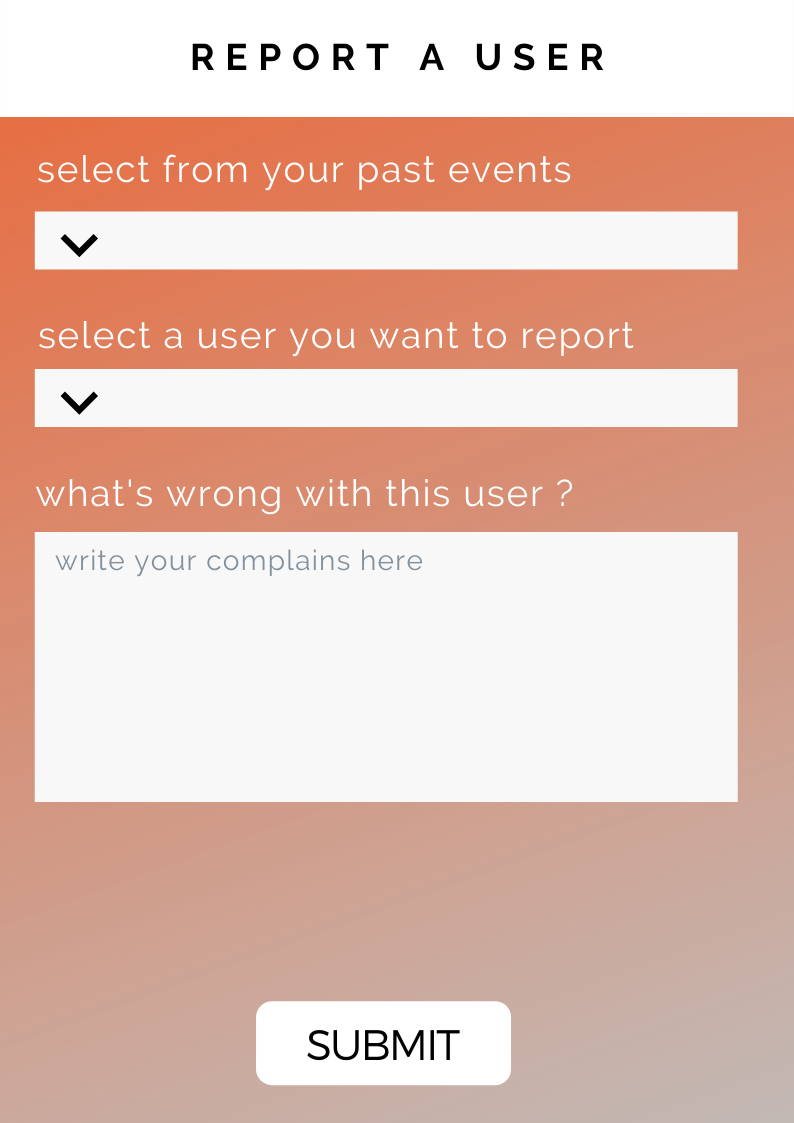 REPORT A USER
select from your past events
select a user you want to report
what's wrong with this user ?
write your complains here
SUBMIT